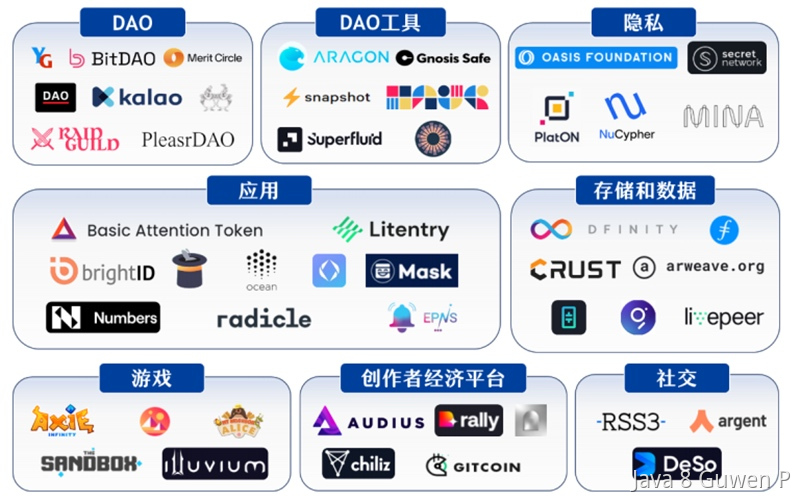 DAO
YG BitDAO Merit Circle
DAO kalao
RAID GUILD PleasrDAO
DAO工具
ARAGON Gnosis Safe
snapshot
Superfluid
隐私
OASIS FOUNDATION secret network
PlatON NuCypher MINA
应用
Basic Attention Token Litentry
brightID ocean Mask
Numbers radicle EPNS
存储和数据
DFINITY
CRUST a arweave.org
livepeer
游戏
AXIE INFINITY MY NEIGHBOR ALICE
THE SANDBOX illuvium
创作者经济平台
AUDIUS rally
chiliz GITCOIN
社交
-RSS3- argent
DeSo
Java 8 Guwen P